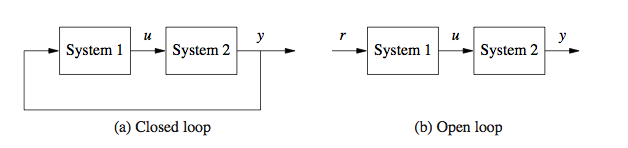 System 1 u System 2 y
(a) Closed loop
r System 1 u System 2 y
(b) Open loop